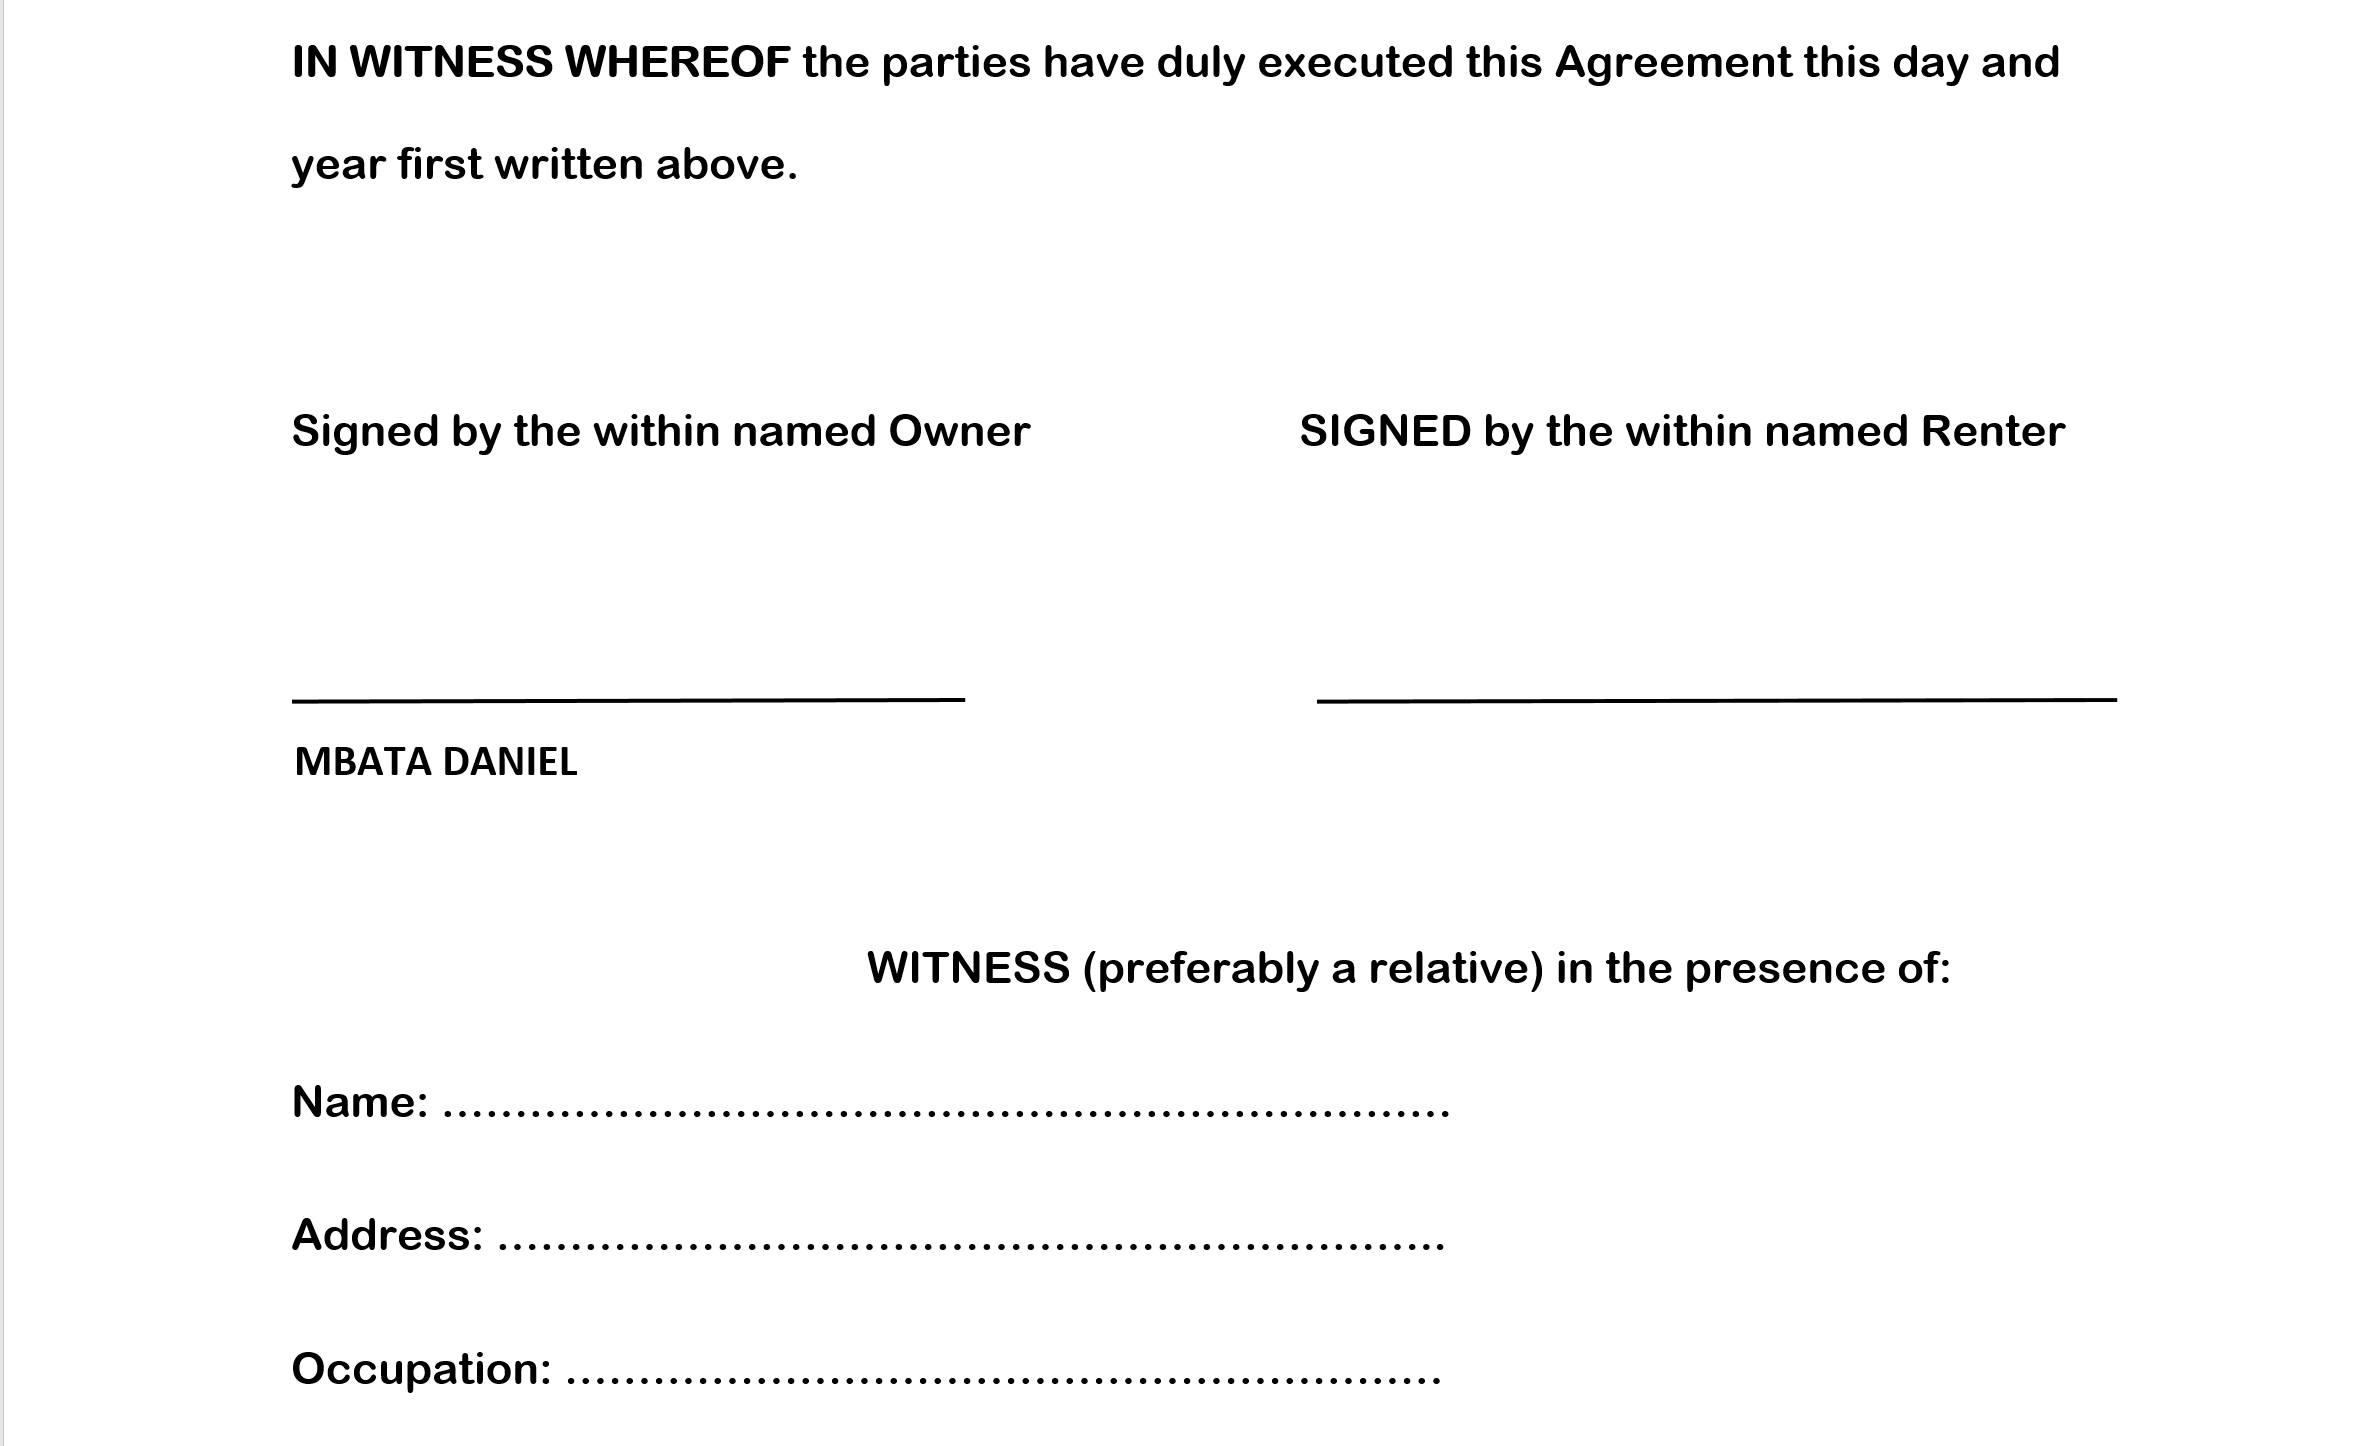 IN WITNESS WHEREOF the parties have duly executed this Agreement this day and
year first written above.
Signed by the within named Owner SIGNED by the within named Renter
MBATA DANIEL
WITNESS (preferably a relative) in the presence of:
Name: .....................................................................
Address: .................................................................
Occupation: ............................................................